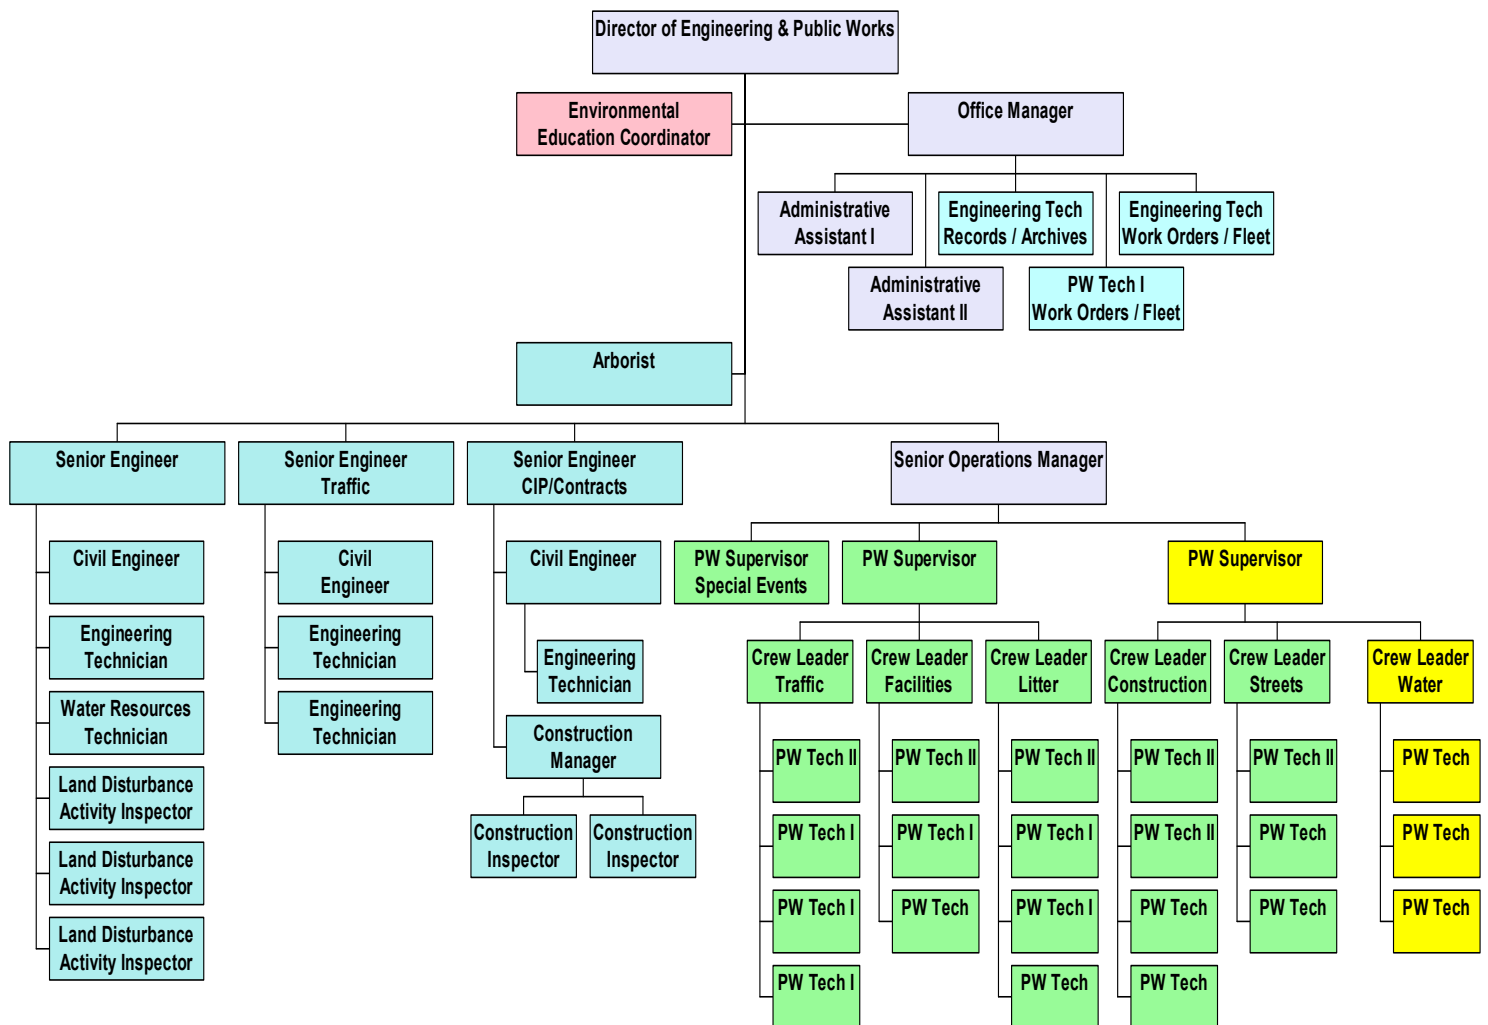 Director of Engineering & Public Works
Environmental
Education Coordinator
Office Manager
Administrative
Assistant I
Engineering Tech
Records / Archives
Engineering Tech
Work Orders / Fleet
Administrative
Assistant II
PW Tech I
Work Orders / Fleet
Arborist
Senior Engineer
Senior Engineer
Traffic
Senior Engineer
CIP/Contracts
Senior Operations Manager
Civil Engineer
Engineering
Technician
Water Resources
Technician
Land Disturbance
Activity Inspector
Land Disturbance
Activity Inspector
Land Disturbance
Activity Inspector
Civil
Engineer
Engineering
Technician
Engineering
Technician
Civil Engineer
Engineering
Technician
Construction
Manager
Construction
Inspector
Construction
Inspector
PW Supervisor
Special Events
PW Supervisor
PW Supervisor
Crew Leader
Traffic
PW Tech II
PW Tech I
PW Tech I
PW Tech I
Crew Leader
Facilities
PW Tech II
PW Tech I
PW Tech
Crew Leader
Litter
PW Tech II
PW Tech I
PW Tech I
PW Tech
Crew Leader
Construction
PW Tech II
PW Tech II
PW Tech
PW Tech
Crew Leader
Streets
PW Tech II
PW Tech
PW Tech
Crew Leader
Water
PW Tech
PW Tech
PW Tech